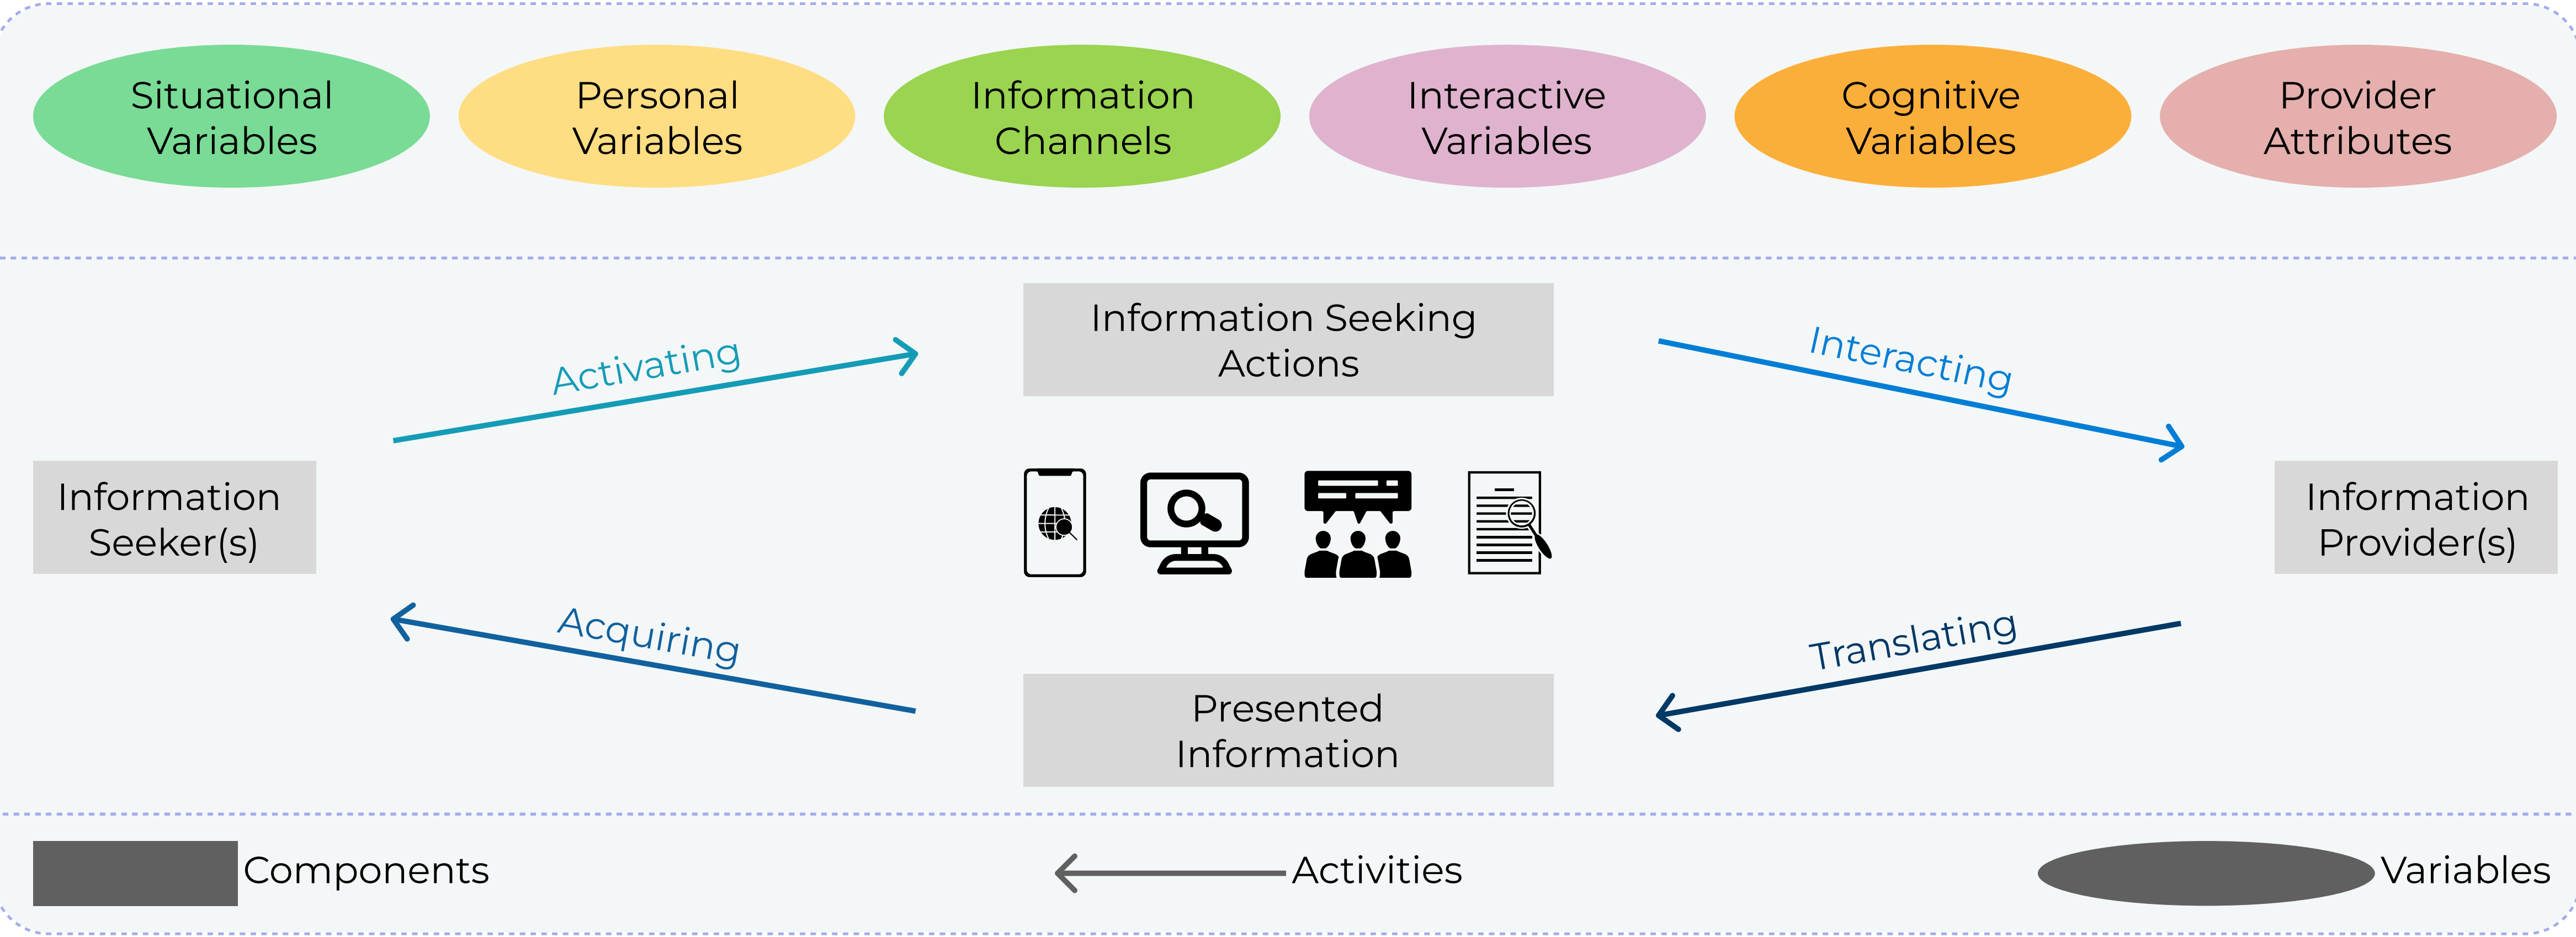 Situational
Variables
Personal
Variables
Information
Channels
Interactive
Variables
Cognitive
Variables
Provider
Attributes
Information Seeking
Actions
Activating
Interacting
Information
Seeker(s)
Information
Provider(s)
Acquiring
Translating
Presented
Information
Components
Activities
Variables